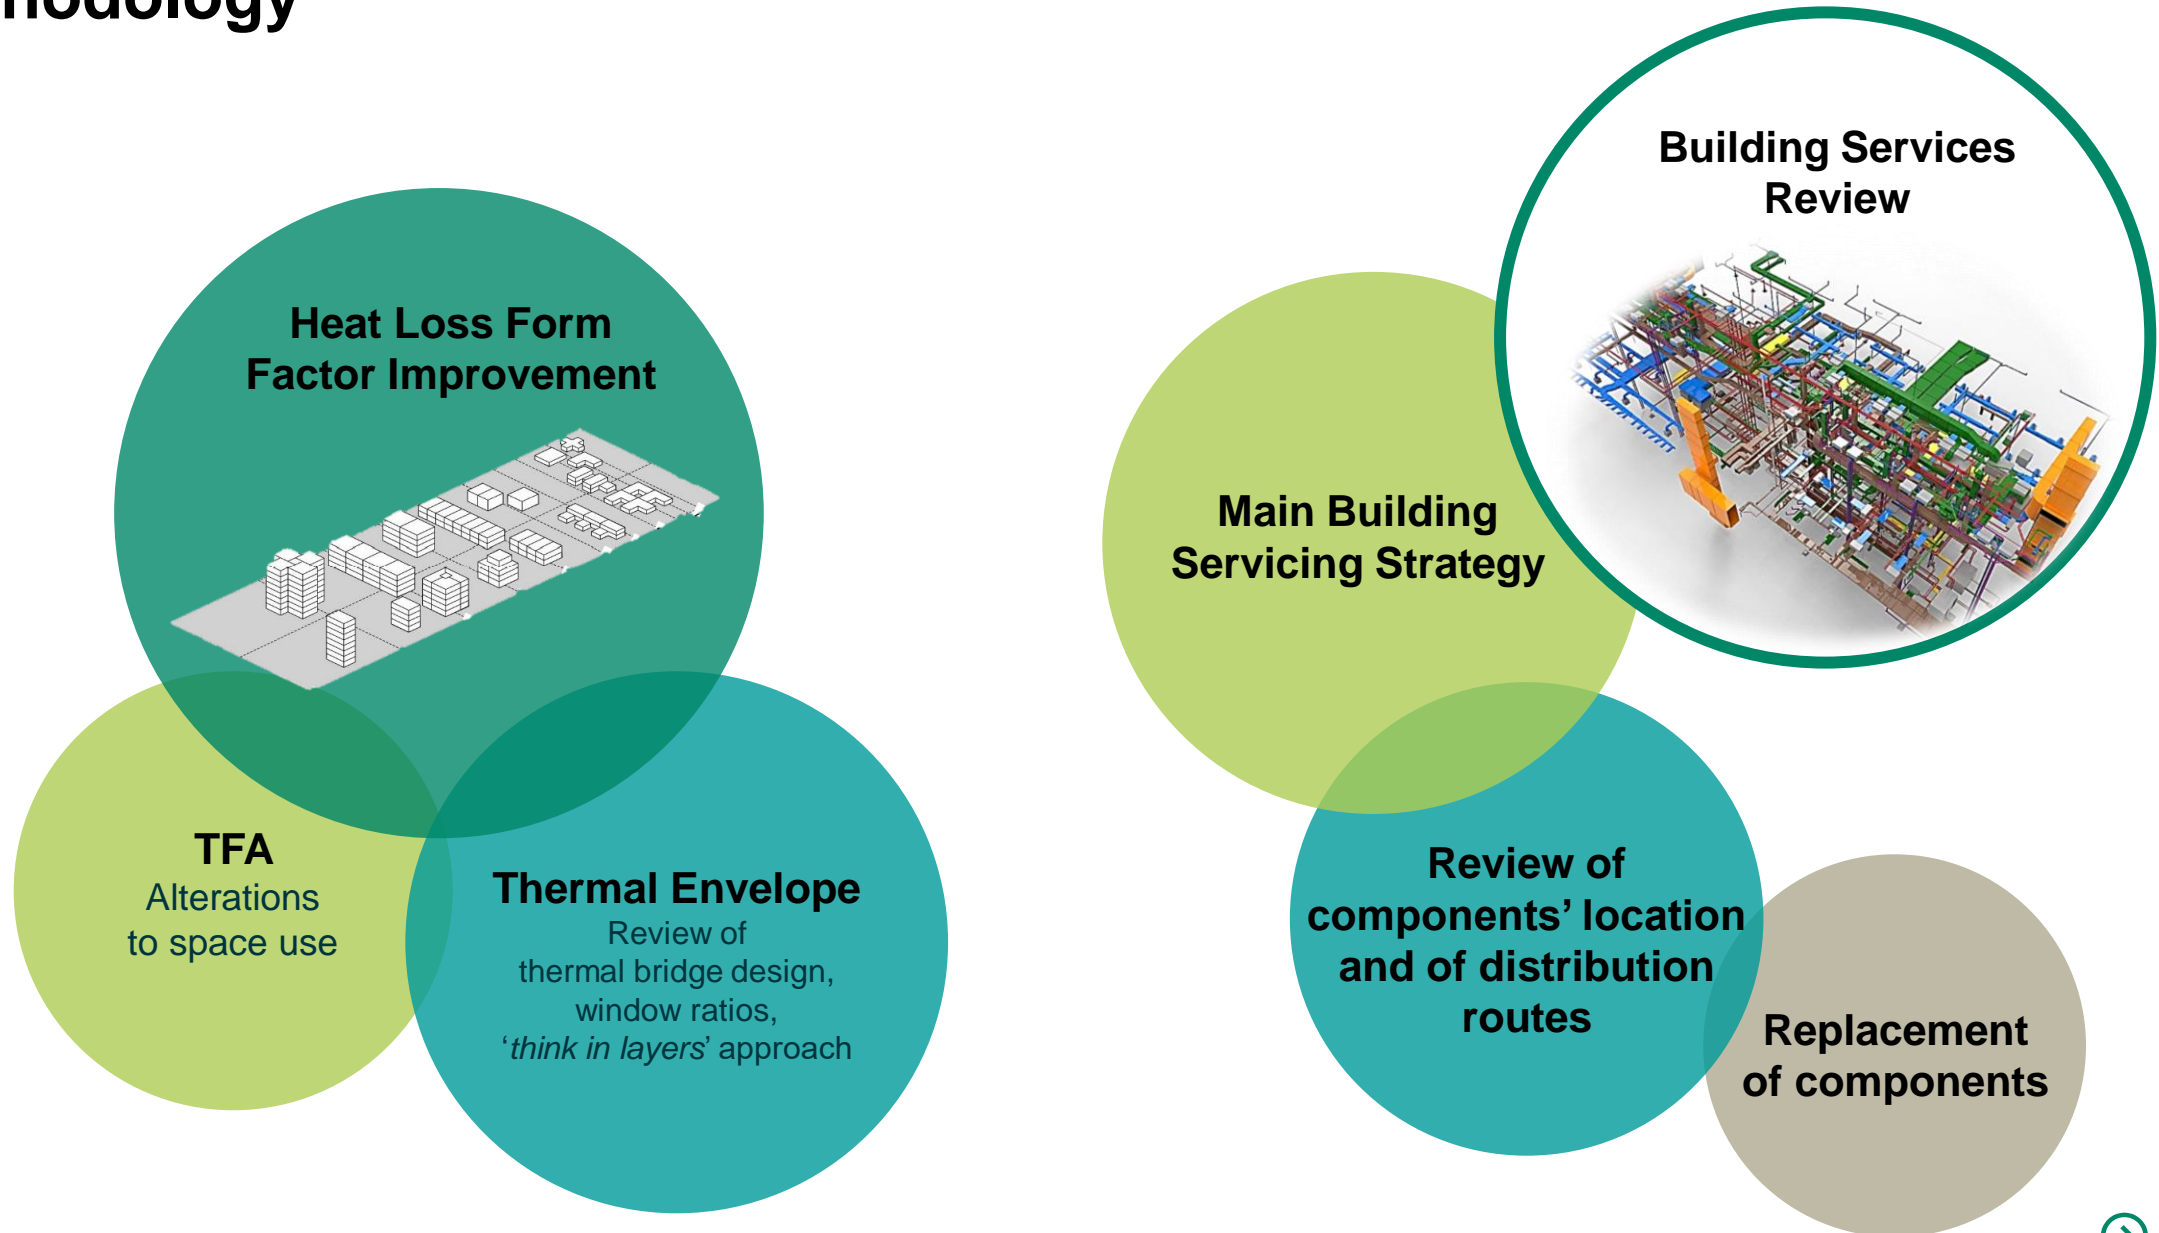 nodology
Heat Loss Form
Factor Improvement
TFA
Alterations
to space use
Thermal Envelope
Review of
thermal bridge design,
window ratios,
‘think in layers’ approach
Building Services
Review
Main Building
Servicing Strategy
Review of
components’ location
and of distribution
routes
Replacement
of components